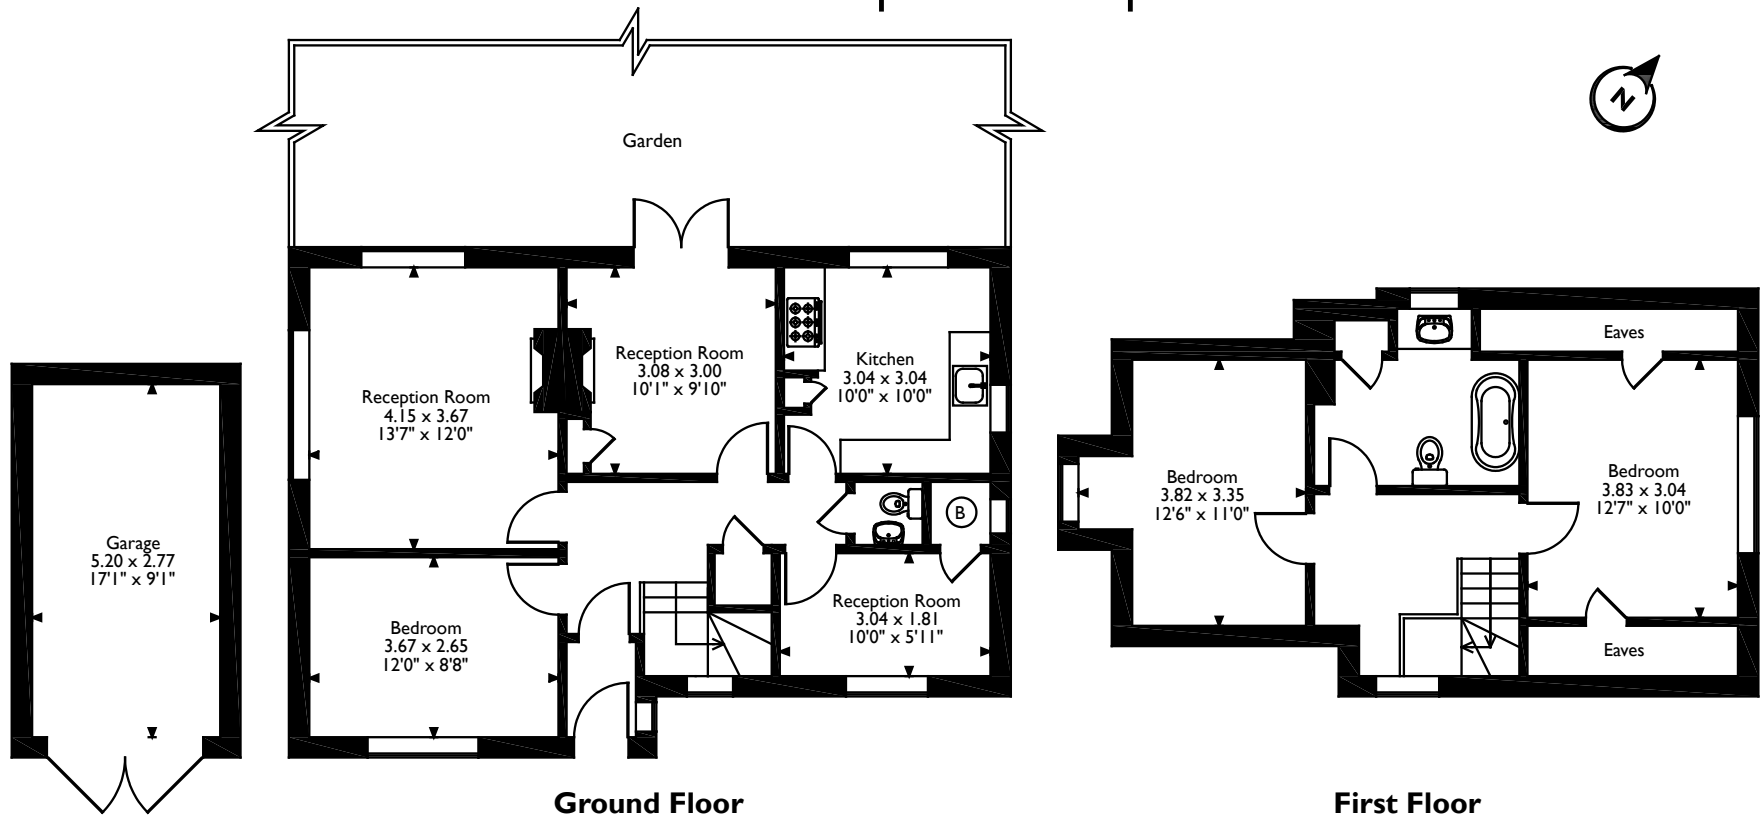 N
Garden
Reception Room
4.15 x 3.67
13'7" x 12'0"
Reception Room
3.08 x 3.00
10'1" x 9'10"
Kitchen
3.04 x 3.04
10'0" x 10'0"
B
Garage
5.20 x 2.77
17'1" x 9'1"
Bedroom
3.67 x 2.65
12'0" x 8'8"
Reception Room
3.04 x 1.81
10'0" x 5'11"
Ground Floor
Eaves
Bedroom
3.82 x 3.35
12'6" x 11'0"
Bedroom
3.83 x 3.04
12'7" x 10'0"
Eaves
First Floor